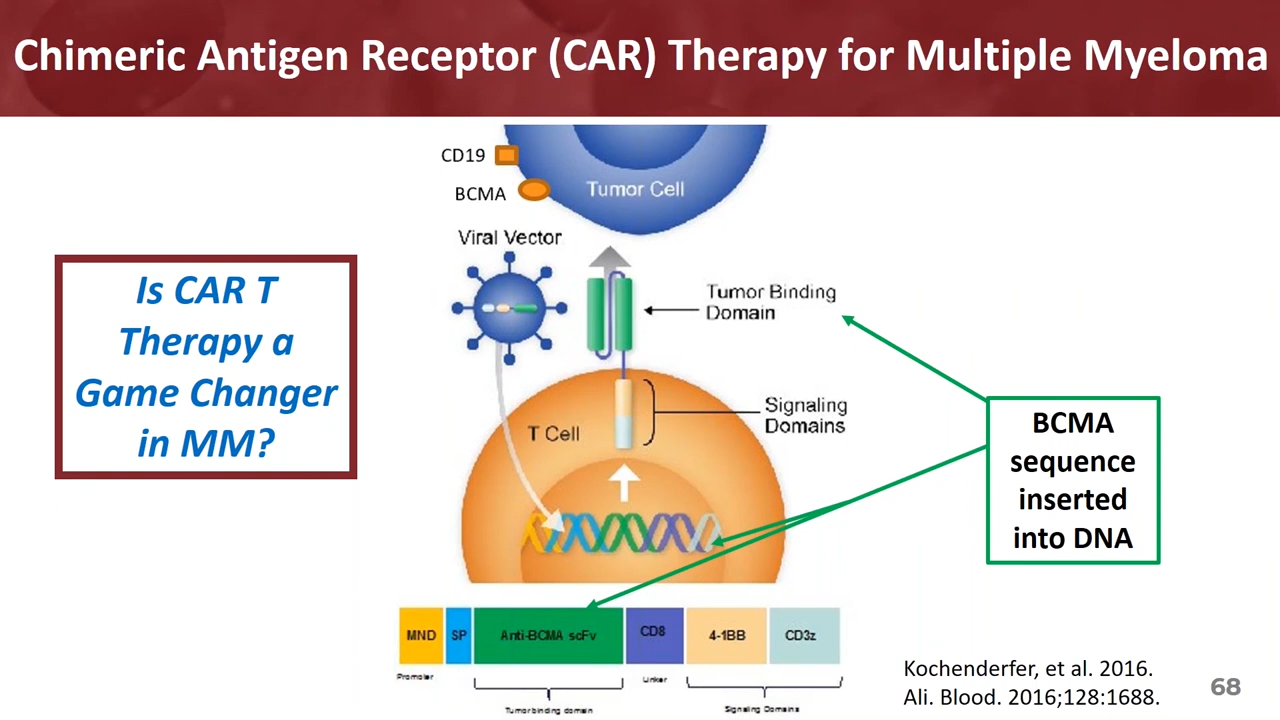 Chimeric Antigen Receptor (CAR) Therapy for Multiple Myeloma
CD19
BCMA
Tumor Cell
Viral Vector
Is CAR T
Therapy a
Game Changer
in MM?
Tumor Binding
Domain
T Cell
Signaling
Domains
BCMA
sequence
inserted
into DNA
MND
SP
Anti-BCMA scFv
CD8
4-1BB
CD3z
Promoter
Linker
Tumor binding domain
Signaling Domains
Kochenderfer, et al. 2016.
Ali. Blood. 2016;128:1688.
68